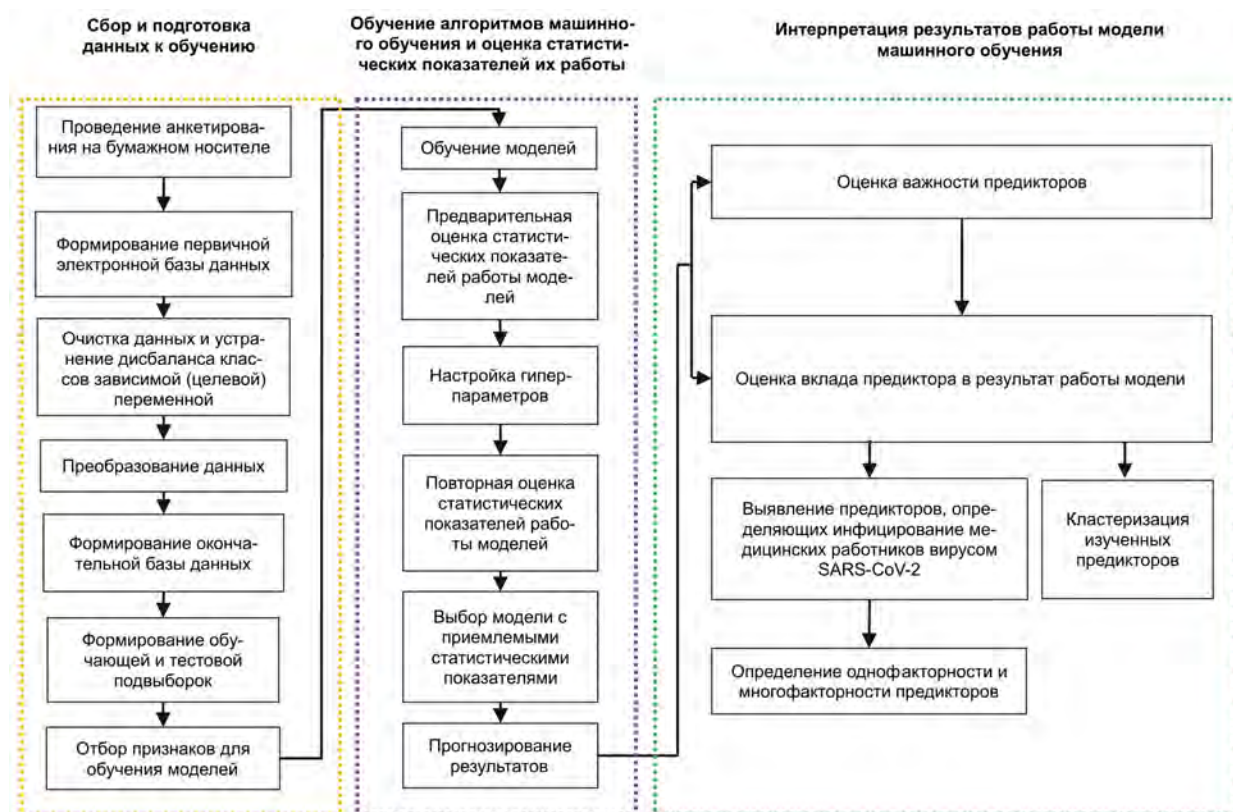 Сбор и подготовка
данных к обучению
Проведение анкетирова-
ния на бумажном носителе
Формирование первичной
электронной базы данных
Очистка данных и устра-
нение дисбаланса клас-
сов зависимой (целевой)
переменной
Преобразование данных
Формирование оконча-
тельной базы данных
Формирование обу-
чающей и тестовой
подвыборок
Отбор признаков для
обучения моделей
Обучение алгоритмов машинно-
го обучения и оценка статисти-
ческих показателей их работы
Обучение моделей
Предварительная
оценка статисти-
ческих показате-
лей работы моде-
лей
Настройка гипер-
параметров
Повторная оценка
статистических
показателей рабо-
ты моделей
Выбор модели с
приемлемыми
статистическими
показателями
Прогнозирование
результатов
Интерпретация результатов работы модели
машинного обучения
Оценка важности предикторов
Оценка вклада предиктора в результат работы модели
Выявление предикторов, опре-
деляющих инфицирование ме-
дицинских работников вирусом
SARS-CoV-2
Кластеризация
изученных
предикторов
Определение однофакторности и
многофакторности предикторов